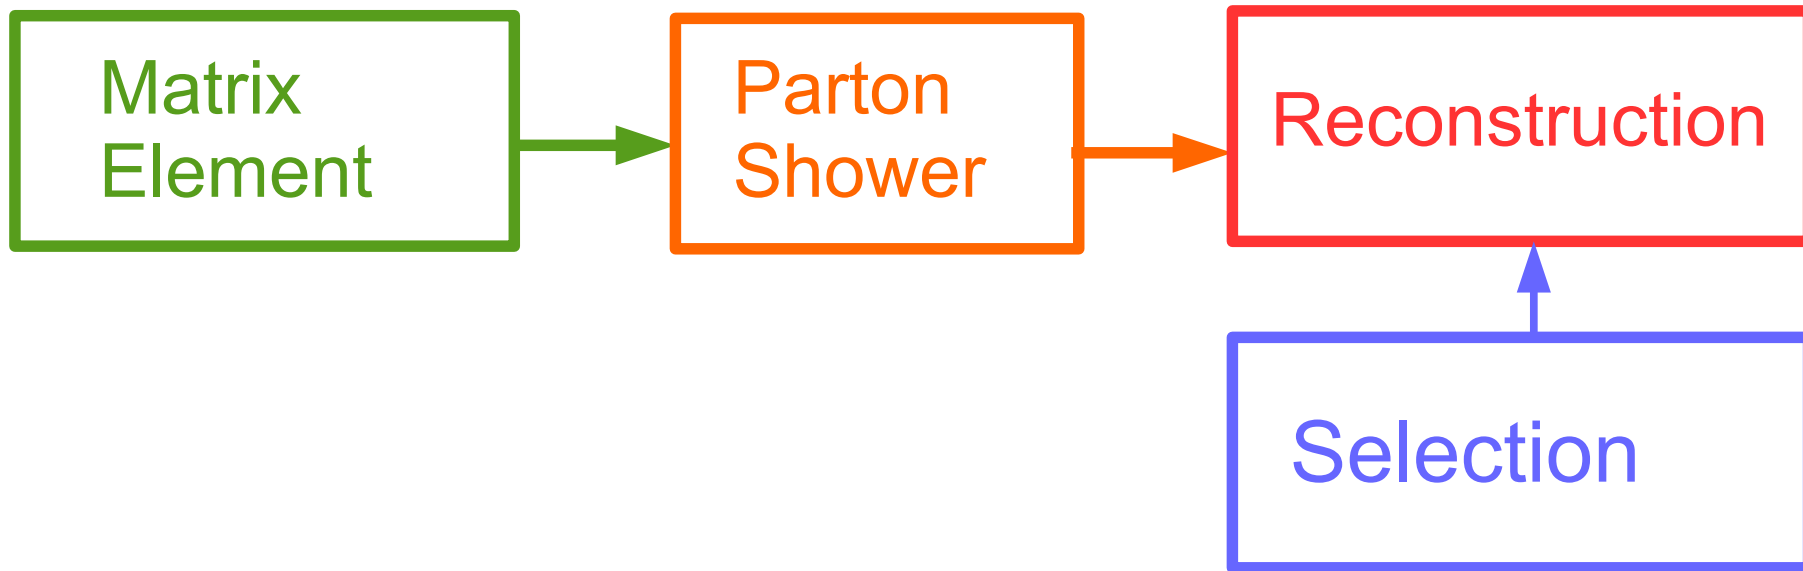 Matrix
Element
Parton
Shower
Reconstruction
Selection